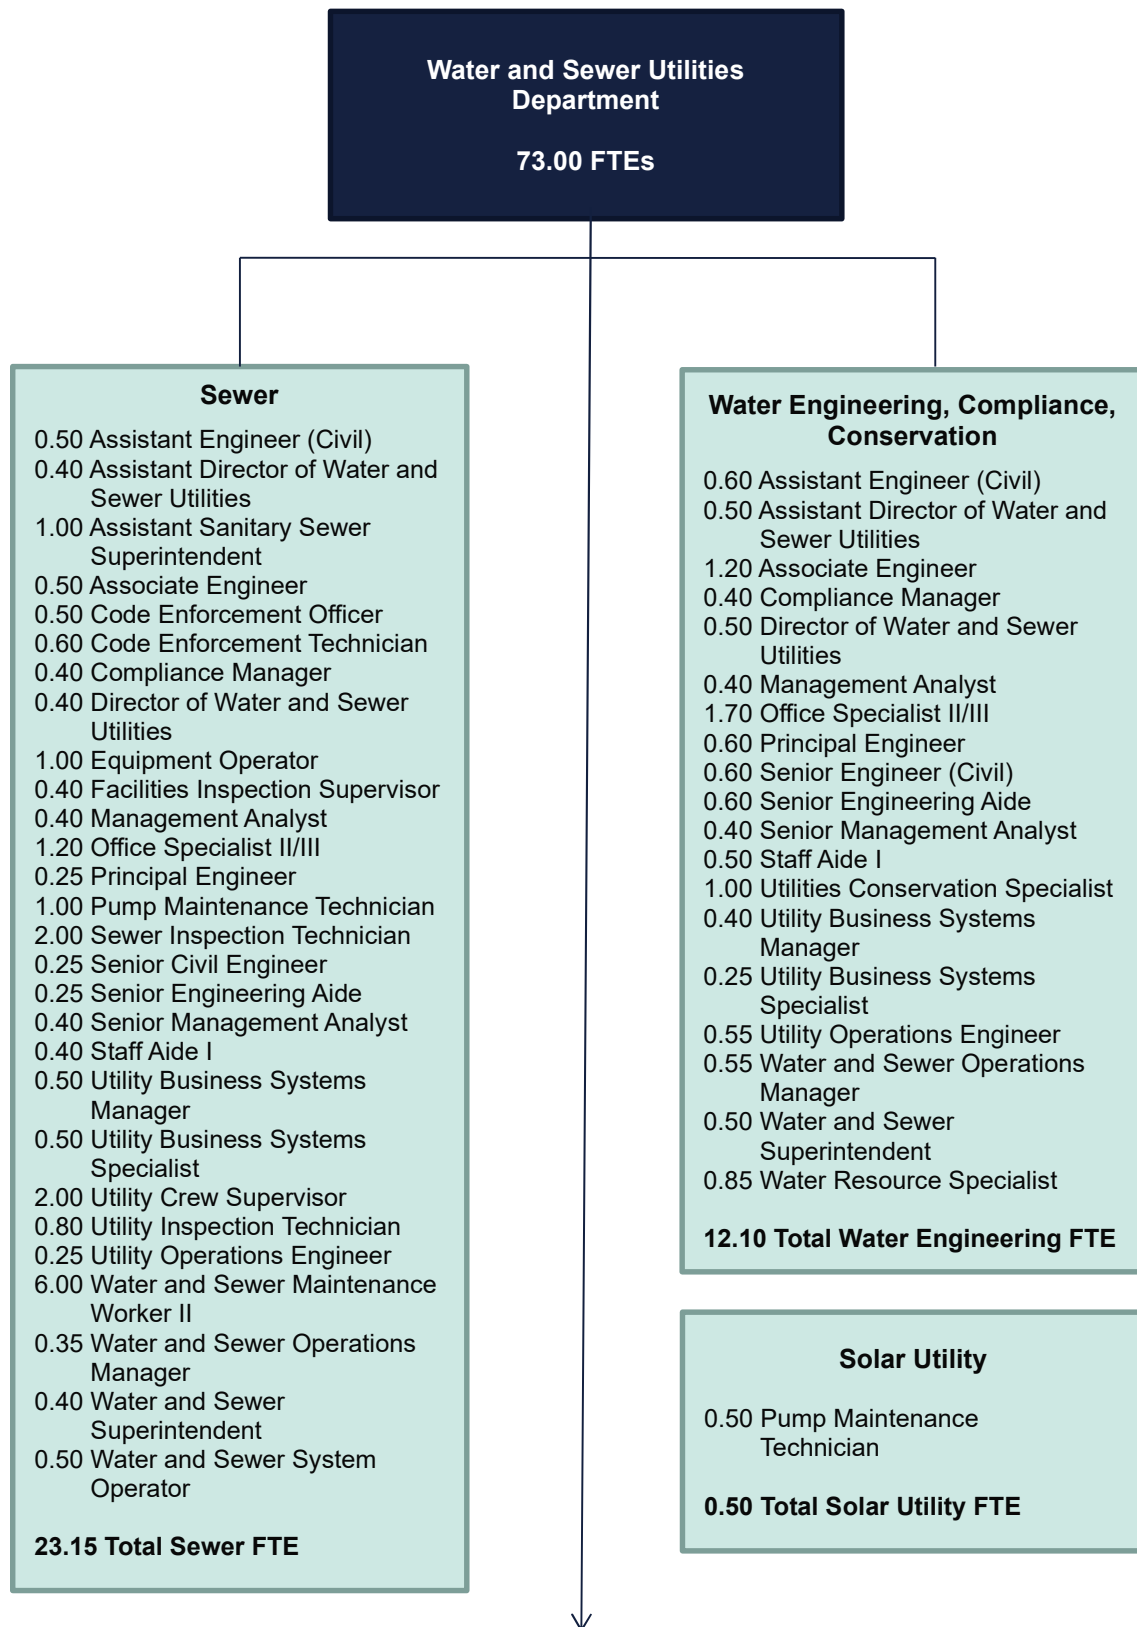 Water and Sewer Utilities
Department
73.00 FTEs
Sewer
0.50 Assistant Engineer (Civil)
0.40 Assistant Director of Water and
Sewer Utilities
1.00 Assistant Sanitary Sewer
Superintendent
0.50 Associate Engineer
0.50 Code Enforcement Officer
0.60 Code Enforcement Technician
0.40 Compliance Manager
0.40 Director of Water and Sewer
Utilities
1.00 Equipment Operator
0.40 Facilities Inspection Supervisor
0.40 Management Analyst
1.20 Office Specialist II/III
0.25 Principal Engineer
1.00 Pump Maintenance Technician
2.00 Sewer Inspection Technician
0.25 Senior Civil Engineer
0.25 Senior Engineering Aide
0.40 Senior Management Analyst
0.40 Staff Aide I
0.50 Utility Business Systems
Manager
0.50 Utility Business Systems
Specialist
2.00 Utility Crew Supervisor
0.80 Utility Inspection Technician
0.25 Utility Operations Engineer
6.00 Water and Sewer Maintenance
Worker II
0.35 Water and Sewer Operations
Manager
0.40 Water and Sewer
Superintendent
0.50 Water and Sewer System
Operator
23.15 Total Sewer FTE
Water Engineering, Compliance,
Conservation
0.60 Assistant Engineer (Civil)
0.50 Assistant Director of Water and
Sewer Utilities
1.20 Associate Engineer
0.40 Compliance Manager
0.50 Director of Water and Sewer
Utilities
0.40 Management Analyst
1.70 Office Specialist II/III
0.60 Principal Engineer
0.60 Senior Engineer (Civil)
0.60 Senior Engineering Aide
0.40 Senior Management Analyst
0.50 Staff Aide I
1.00 Utilities Conservation Specialist
0.40 Utility Business Systems
Manager
0.25 Utility Business Systems
Specialist
0.55 Utility Operations Engineer
0.55 Water and Sewer Operations
Manager
0.50 Water and Sewer
Superintendent
0.85 Water Resource Specialist
12.10 Total Water Engineering FTE
Solar Utility
0.50 Pump Maintenance
Technician
0.50 Total Solar Utility FTE